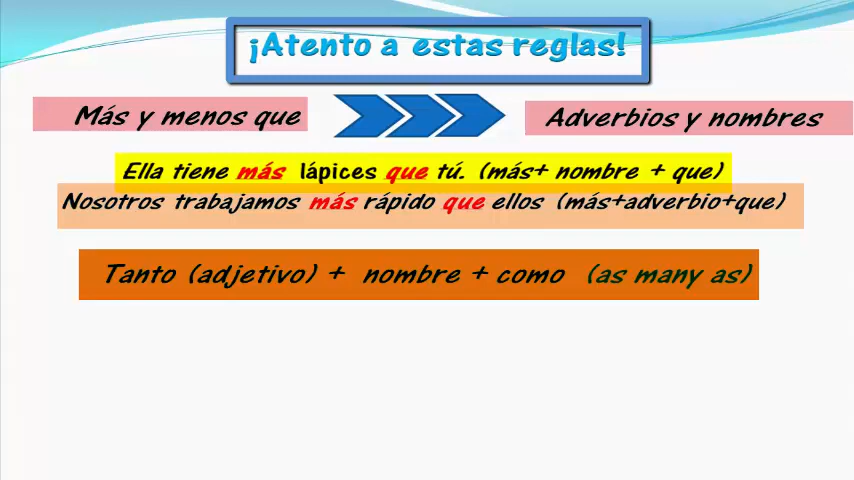 ¡Atento a estas reglas!
Más y menos que
Adverbios y nombres
Ella tiene más lápices que tú. (más+ nombre + que)
Nosotros trabajamos más rápido que ellos (más+adverbio+que)
Tanto (adjetivo) + nombre + como (as many as)